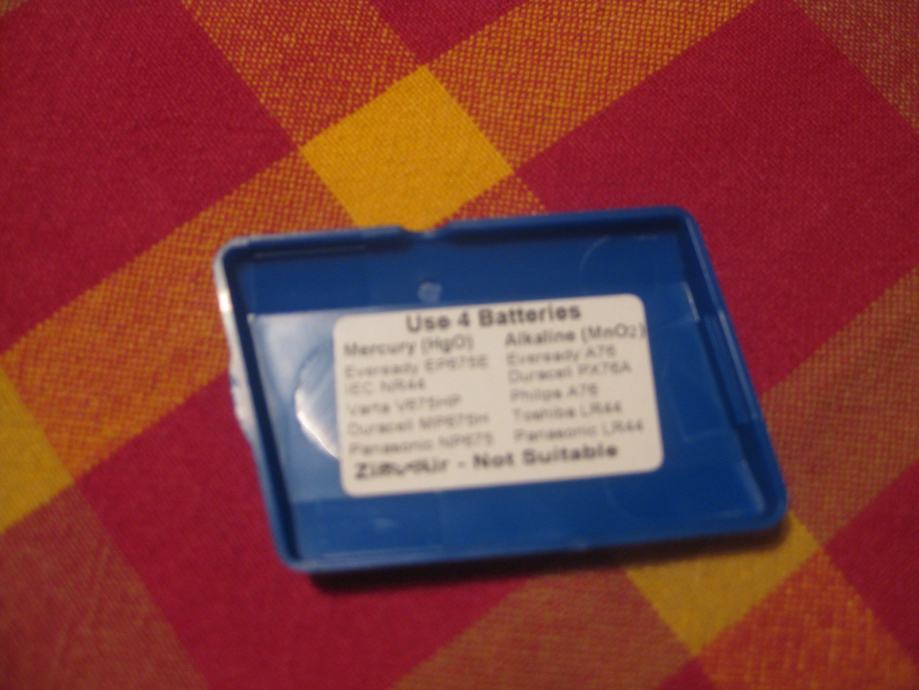 Use 4 Batteries
Mercury (HgO) Alkaline (MnO2)
Eveready EP675E Eveready A76
IEC NR44 Duracell PX76A
Varta V675HP Philips A76
Duracell MP675H Toshiba LR44
Panasonic NP675 Panasonic LR44
- Not Suitable